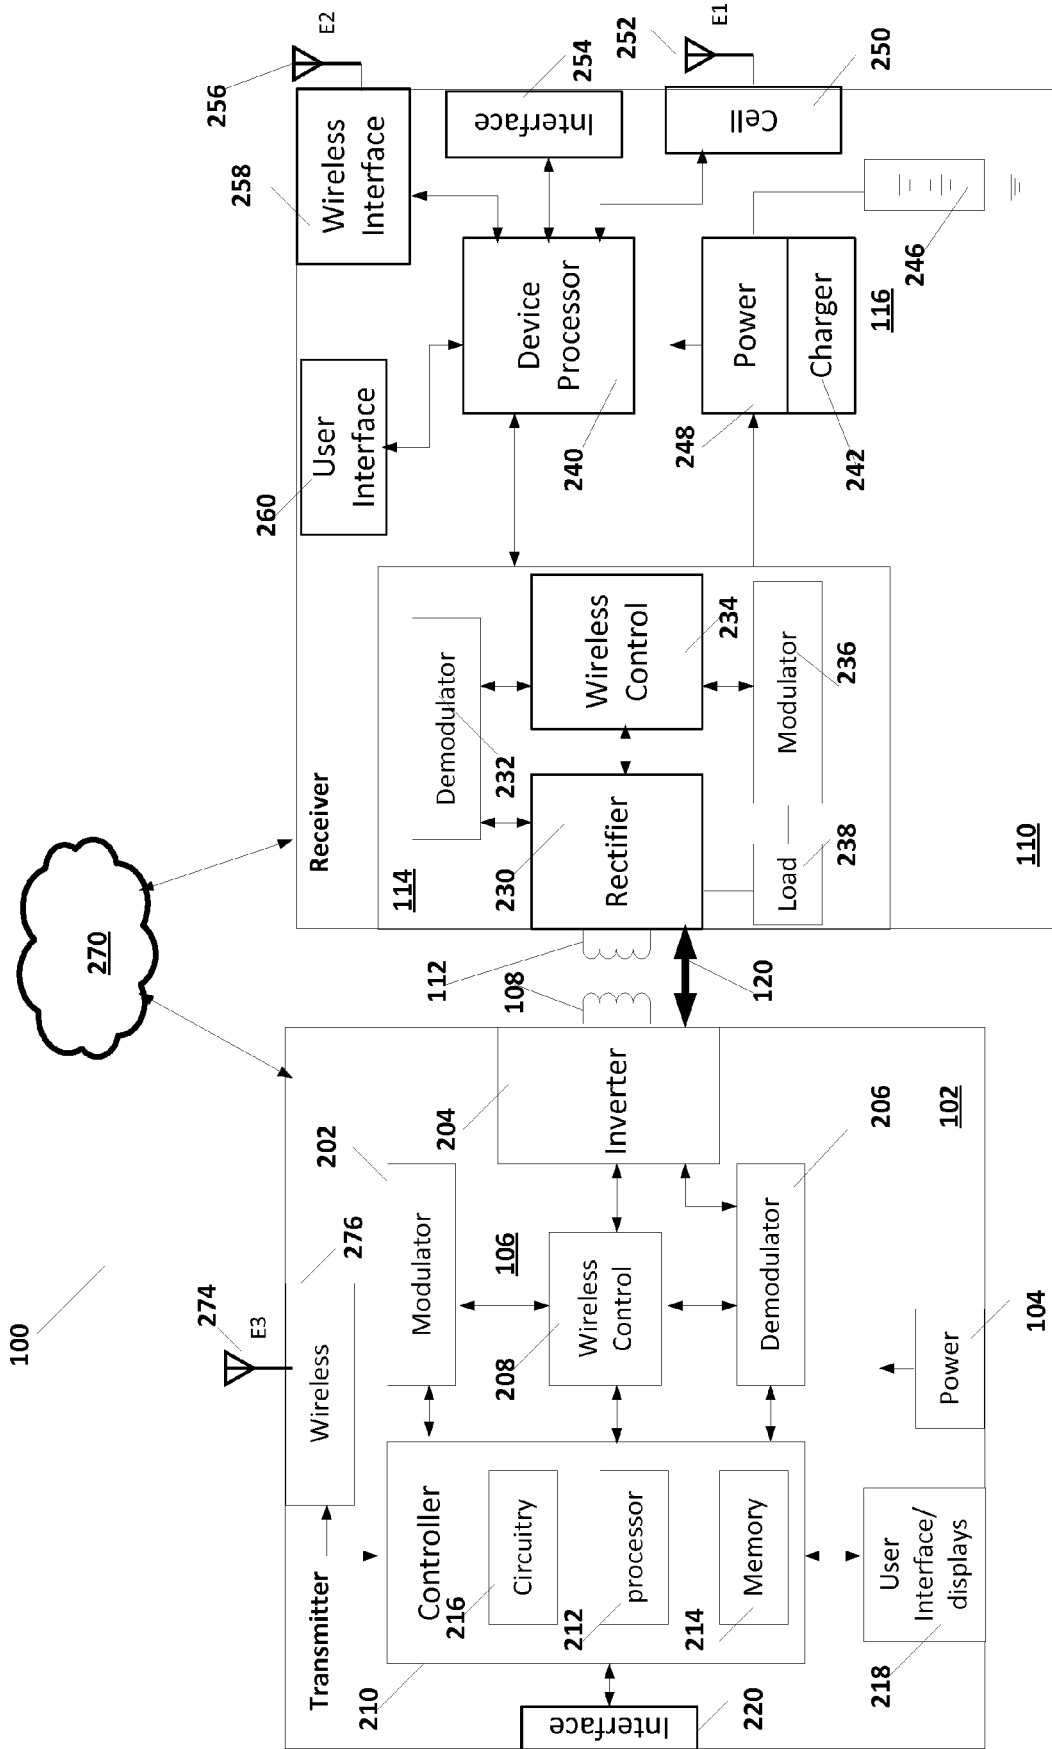 100
270
274
E3
276
Wireless
Transmitter
202
Modulator
106
204
Inverter
Wireless
Control
208
206
Demodulator
102
Power
104
Controller
210
216
Circuitry
212
processor
214
Memory
User
Interface/
displays
218
Interface
220
108
112
120
Receiver
114
Demodulator
232
230
Rectifier
Wireless
Control
234
Load
238
Modulator
236
110
260
User
Interface
258
Wireless
Interface
256
E2
Interface
254
252
E1
Cell
250
Device
Processor
240
248
Power
Charger
242
116
246